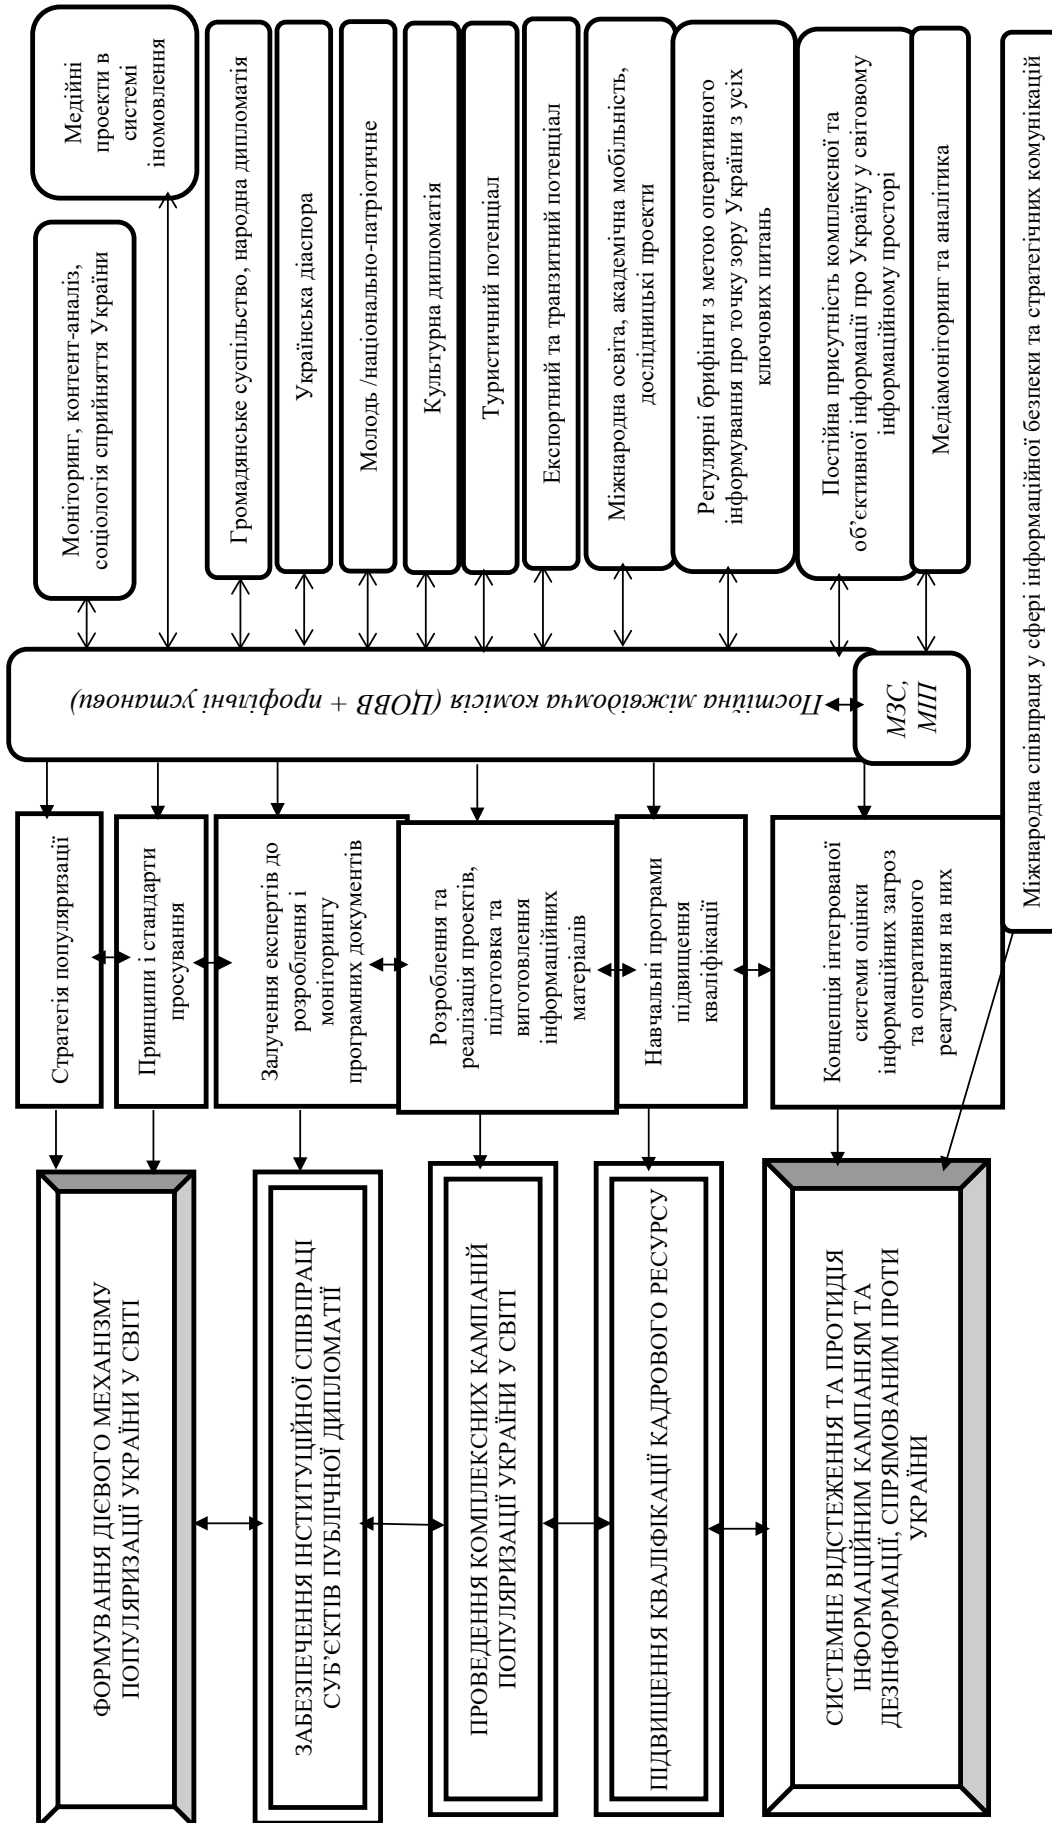 ФОРМУВАННЯ ДІЄВОГО МЕХАНІЗМУ
ПОПУЛЯРИЗАЦІЇ УКРАЇНИ У СВІТІ
ЗАБЕЗПЕЧЕННЯ ІНСТИТУЦІЙНОЇ СПІВПРАЦІ
СУБ’ЄКТІВ ПУБЛІЧНОЇ ДИПЛОМАТІЇ
ПРОВЕДЕННЯ КОМПЛЕКСНИХ КАМПАНІЙ
ПОПУЛЯРИЗАЦІЇ УКРАЇНИ У СВІТІ
ПІДВИЩЕННЯ КВАЛІФІКАЦІЇ КАДРОВОГО РЕСУРСУ
СИСТЕМНЕ ВІДСТЕЖЕННЯ ТА ПРОТИДІЯ
ІНФОРМАЦІЙНИМ КАМПАНІЯМ ТА
ДЕЗІНФОРМАЦІЇ, СПРЯМОВАНИМ ПРОТИ
УКРАЇНИ
Стратегія популяризації
Принципи і стандарти
просування
Залучення експертів до
розроблення і
моніторингу
програмних документів
Розроблення та
реалізація проектів,
підготовка та
виготовлення
інформаційних
матеріалів
Навчальні програми
підвищення
кваліфікації
Концепція інтегрованої
системи оцінки
інформаційних загроз
та оперативного
реагування на них
Постійна міжвідомча комісія (ЦОВВ + профільні установи)
МЗС,
МІП
Моніторинг, контент-аналіз,
соціологія сприйняття України
Медійні
проекти в
системі
іномовлення
Громадянське суспільство, народна дипломатія
Українська діаспора
Молодь /національно-патріотичне
Культурна дипломатія
Туристичний потенціал
Експортний та транзитний потенціал
Міжнародна освіта, академічна мобільність,
дослідницькі проекти
Регулярні брифінги з метою оперативного
інформування про точку зору України з усіх
ключових питань
Постійна присутність комплексної та
об’єктивної інформації про Україну у світовому
інформаційному просторі
Медіамоніторинг та аналітика
Міжнародна співпраця у сфері інформаційної безпеки та стратегічних комунікацій